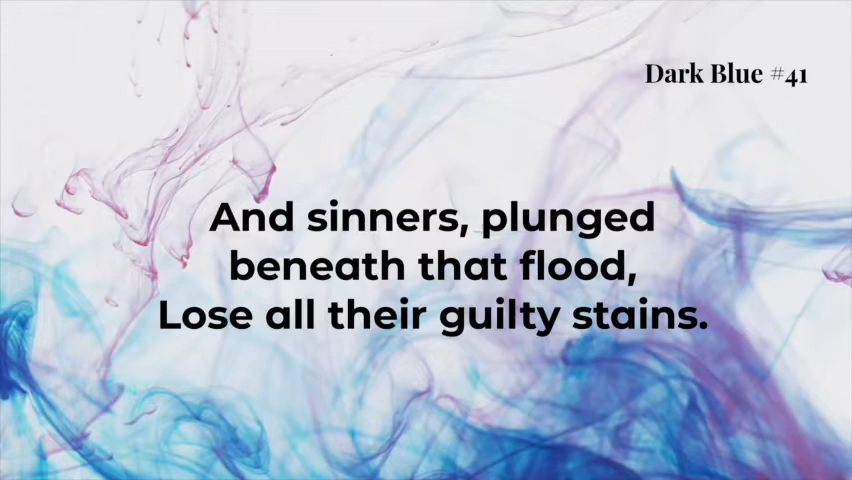 Dark Blue #41
And sinners, plunged
beneath that flood,
Lose all their guilty stains.